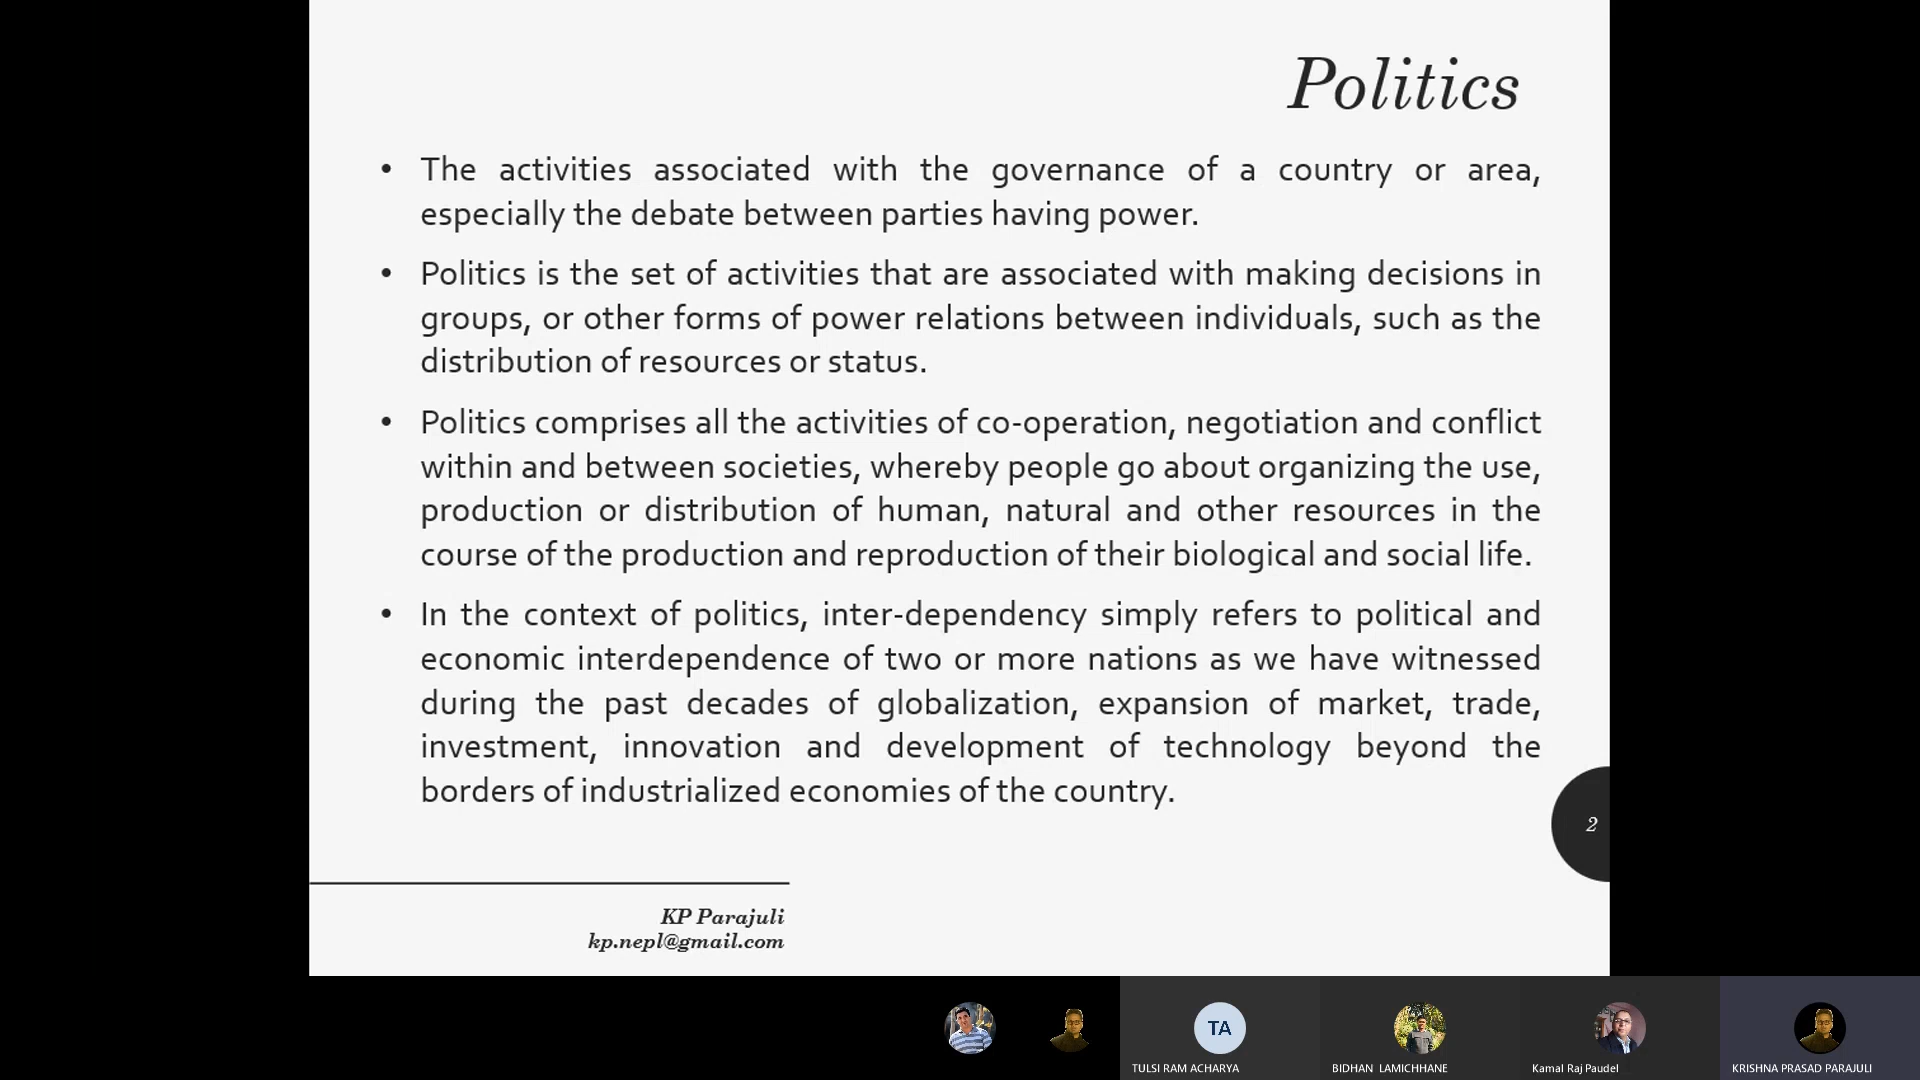 Politics
• The activities associated with the governance of a country or area,
especially the debate between parties having power.
• Politics is the set of activities that are associated with making decisions in
groups, or other forms of power relations between individuals, such as the
distribution of resources or status.
• Politics comprises all the activities of co-operation, negotiation and conflict
within and between societies, whereby people go about organizing the use,
production or distribution of human, natural and other resources in the
course of the production and reproduction of their biological and social life.
• In the context of politics, inter-dependency simply refers to political and
economic interdependence of two or more nations as we have witnessed
during the past decades of globalization, expansion of market, trade,
investment, innovation and development of technology beyond the
borders of industrialized economies of the country.
2
KP Parajuli
kp.nepl@gmail.com
TA
TULSI RAM ACHARYA
BIDHAN LAMICHHANE
Kamal Raj Paudel
KRISHNA PRASAD PARAJULI